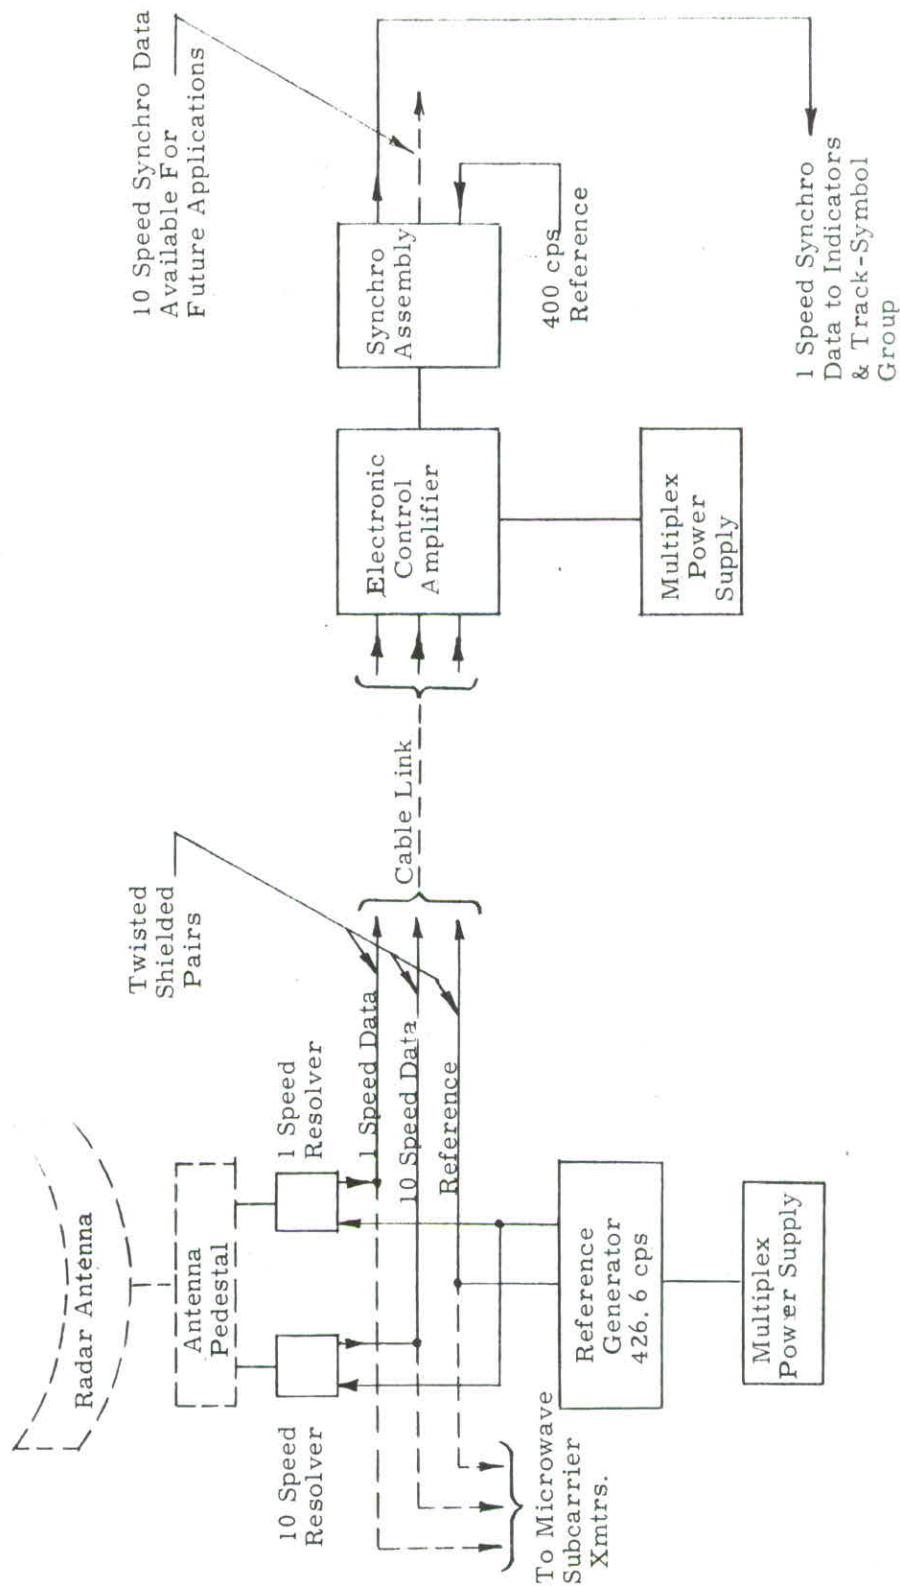 Radar Antenna
Antenna
Pedestal
10 Speed
Resolver
1 Speed
Resolver
Twisted
Shielded
Pairs
1 Speed Data
10 Speed Data
Reference
Cable Link
To Microwave
Subcarrier
Xmtrs.
Reference
Generator
426.6 cps
Multiplex
Power Supply
Electronic
Control
Amplifier
Multiplex
Power
Supply
Synchro
Assembly
10 Speed Synchro Data
Available For
Future Applications
400 cps
Reference
1 Speed Synchro
Data to Indicators
& Track-Symbol
Group